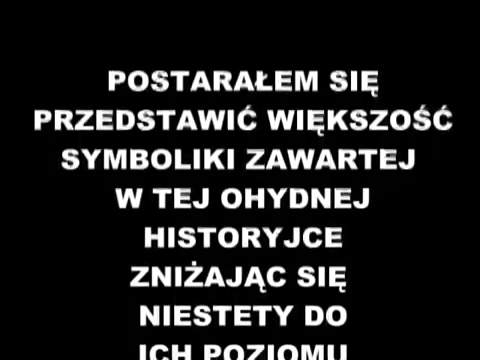 POSTARAŁEM SIĘ
PRZEDSTAWIĆ WIĘKSZOŚĆ
SYMBOLIKI ZAWARTEJ
W TEJ OHYDNEJ
HISTORYJCE
ZNIŻAJĄC SIĘ
NIESTETY DO
ICH POZIOMU